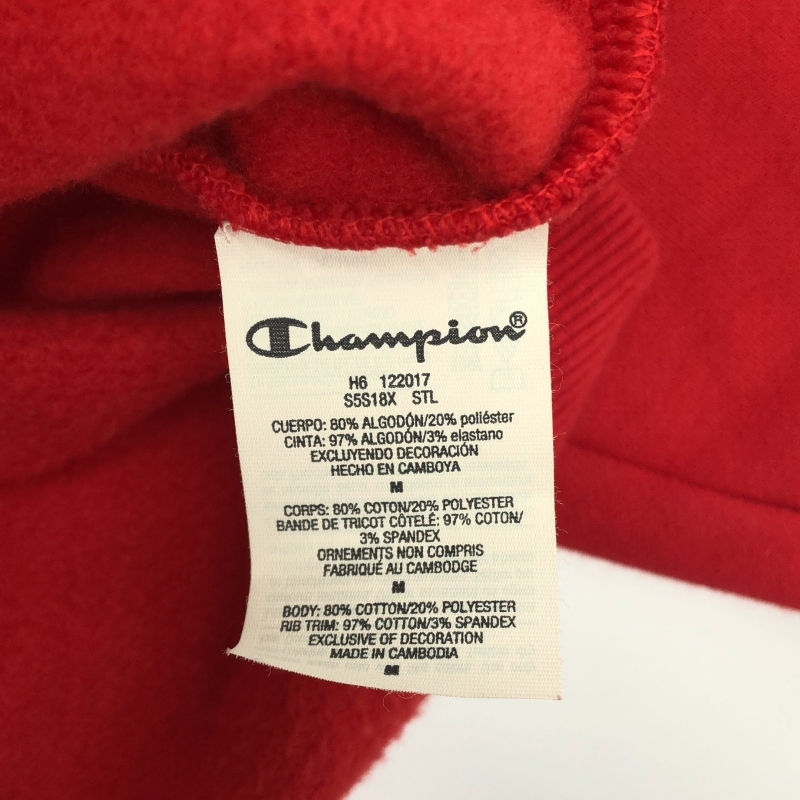 Champion®
H6 122017
S5S18X STL
CUERPO: 80% ALGODÓN/20% poliéster
CINTA: 97% ALGODÓN/3% elastano
EXCLUYENDO DECORACIÓN
HECHO EN CAMBOYA
M
CORPS: 80% COTON/20% POLYESTER
BANDE DE TRICOT CÔTELÉ: 97% COTON/
3% SPANDEX
ORNEMENTS NON COMPRIS
FABRIQUÉ AU CAMBODGE
M
BODY: 80% COTTON/20% POLYESTER
RIB TRIM: 97% COTTON/3% SPANDEX
EXCLUSIVE OF DECORATION
MADE IN CAMBODIA
M